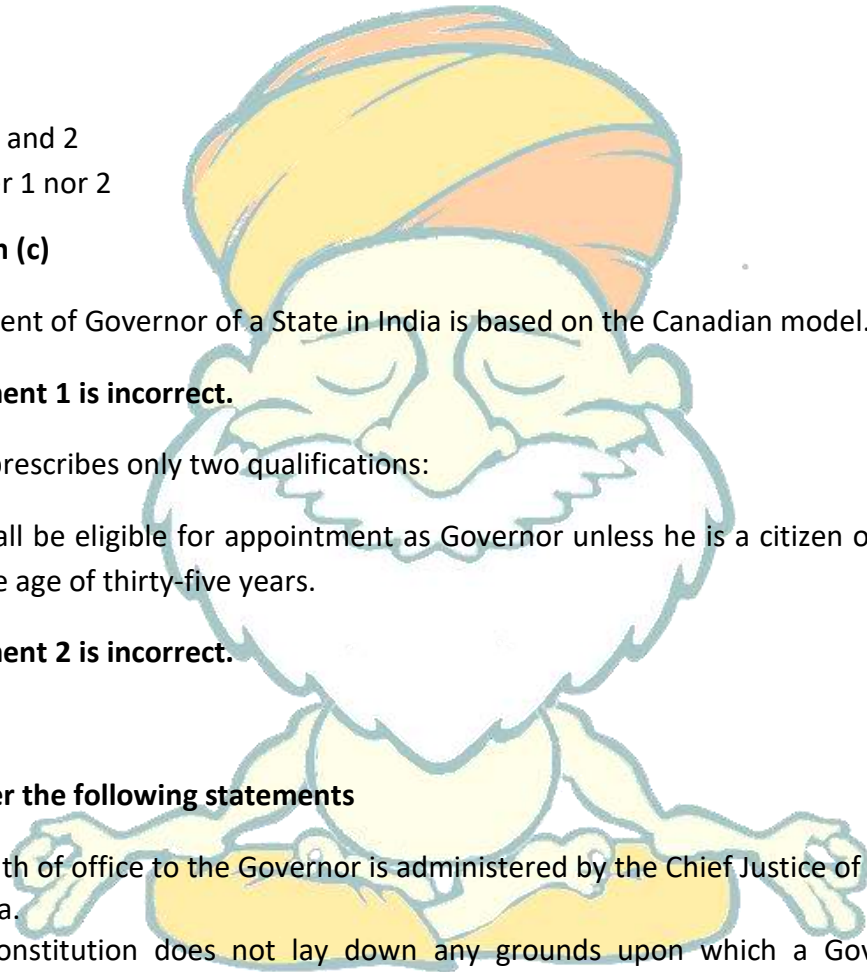 and 2
r 1 nor 2
n (c)
ent of Governor of a State in India is based on the Canadian model.
ent 1 is incorrect.
prescribes only two qualifications:
all be eligible for appointment as Governor unless he is a citizen o
e age of thirty-five years.
ent 2 is incorrect.
er the following statements
th of office to the Governor is administered by the Chief Justice of
a.
onstitution does not lay down any grounds upon which a Gov